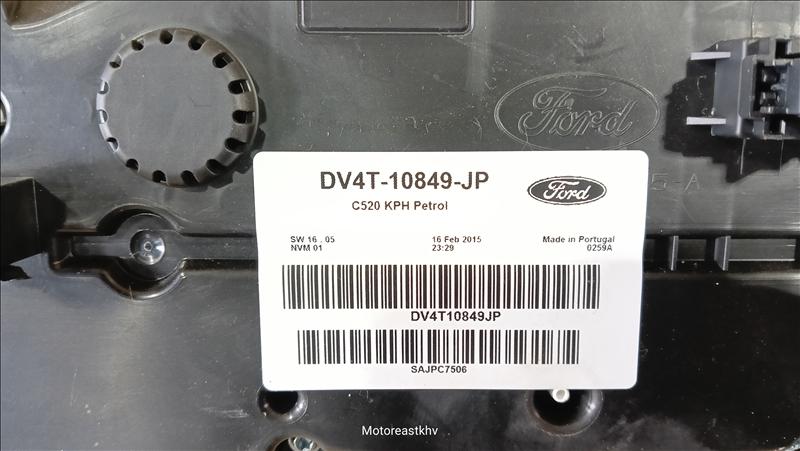 Ford
DV4T-10849-JP
Ford
C520 KPH Petrol
5-A
SW 16 . 05
16 Feb 2015
Made in Portugal
NVM 01
23:29
0259A
DV4T10849JP
SAJPC7506
Motoreastkhv